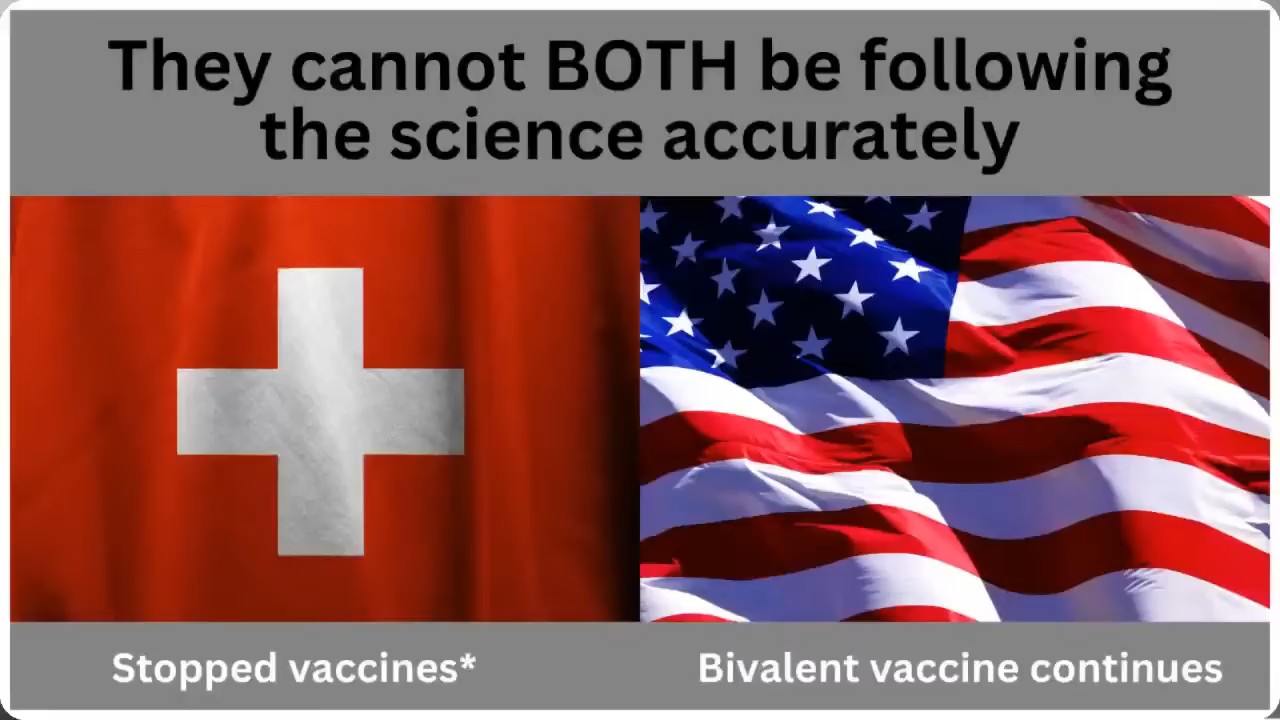 They cannot BOTH be following
the science accurately
Stopped vaccines*
Bivalent vaccine continues